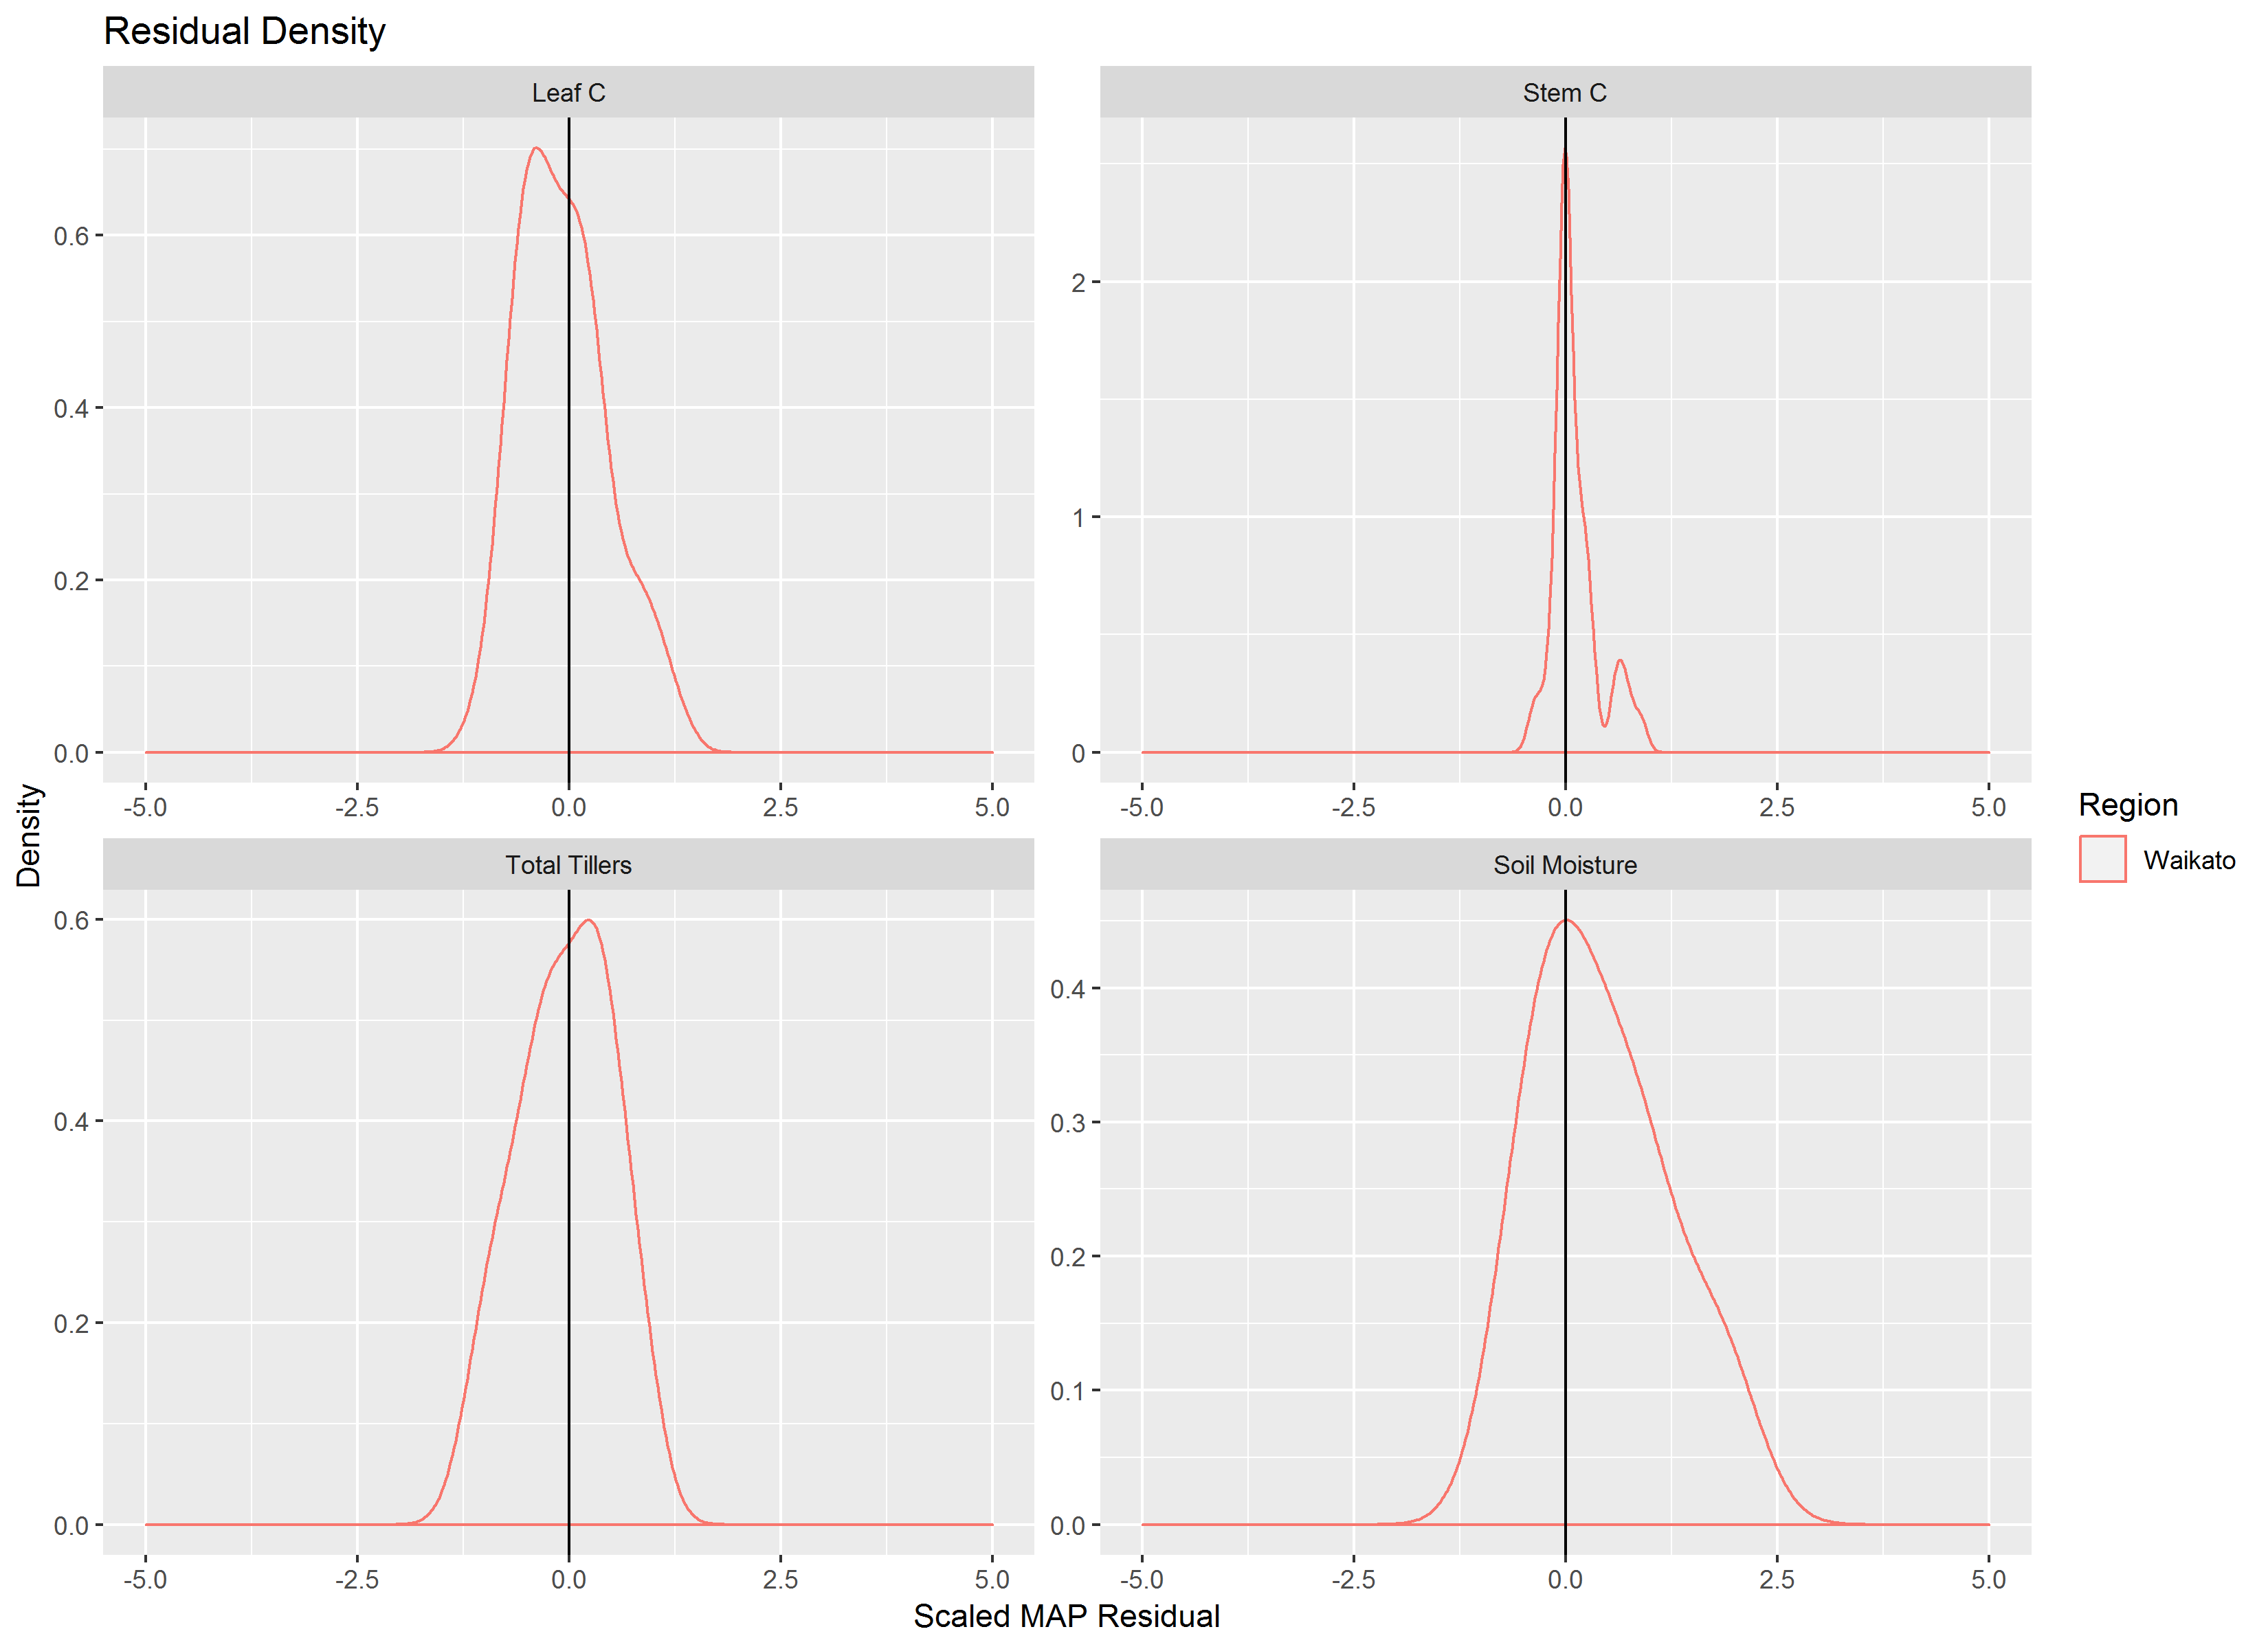 Residual Density
Leaf C
Stem C
0.6
0.4
0.2
0.0
2
1
0
-5.0 -2.5 0.0 2.5 5.0
-5.0 -2.5 0.0 2.5 5.0
Total Tillers
Soil Moisture
0.6
0.4
0.2
0.0
0.4
0.3
0.2
0.1
0.0
-5.0 -2.5 0.0 2.5 5.0
-5.0 -2.5 0.0 2.5 5.0
Density
Scaled MAP Residual
Region
Waikato